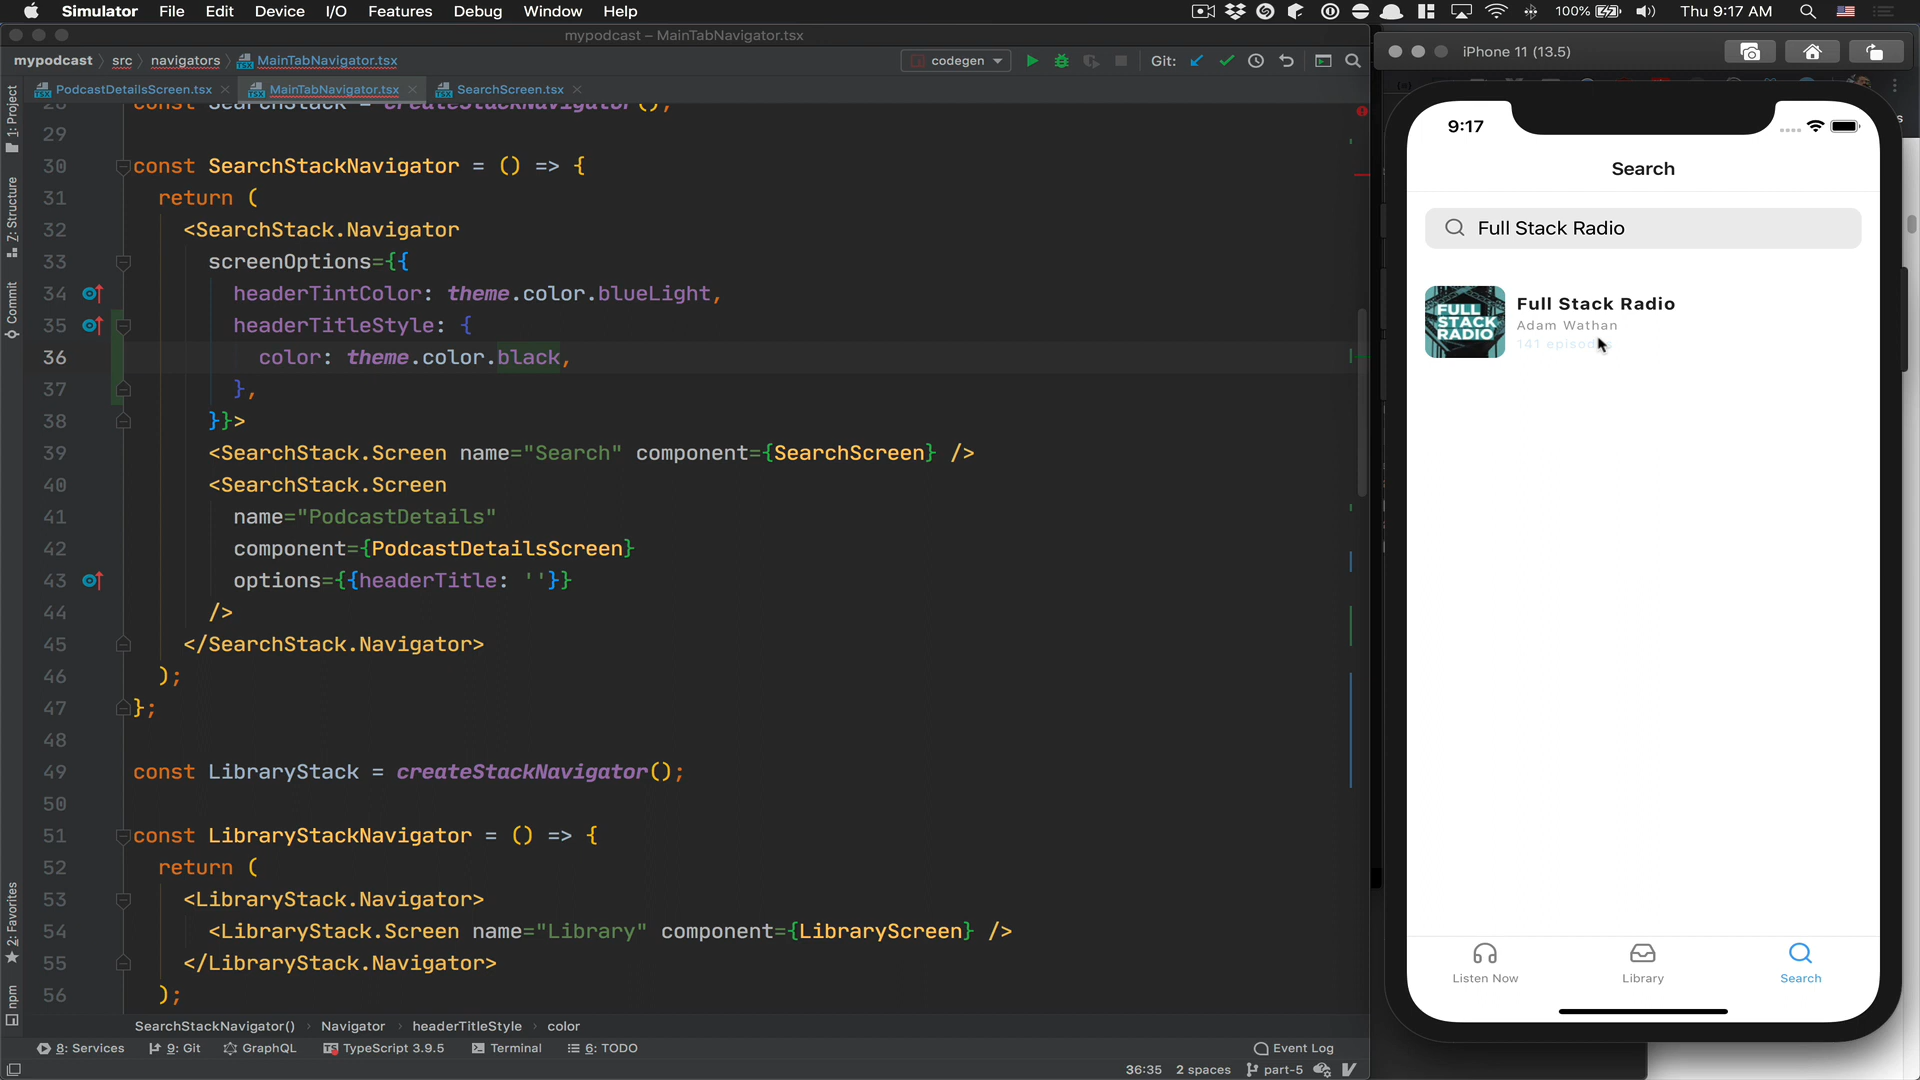 Simulator File Edit Device I/O Features Debug Window Help
100% Thu 9:17 AM
mypodcast – MainTabNavigator.tsx
mypodcast src navigators MainTabNavigator.tsx
codegen Git:
PodcastDetailsScreen.tsx MainTabNavigator.tsx SearchScreen.tsx
1: Project
Z: Structure
Commit
2: Favorites
npm
28 const SearchStack = createStackNavigator();
29
30 const SearchStackNavigator = () => {
31 return (
32 <SearchStack.Navigator
33 screenOptions={{
34 headerTintColor: theme.color.blueLight,
35 headerTitleStyle: {
36 color: theme.color.black,
37 },
38 }}>
39 <SearchStack.Screen name="Search" component={SearchScreen} />
40 <SearchStack.Screen
41 name="PodcastDetails"
42 component={PodcastDetailsScreen}
43 options={{headerTitle: ''}}
44 />
45 </SearchStack.Navigator>
46 );
47 };
48
49 const LibraryStack = createStackNavigator();
50
51 const LibraryStackNavigator = () => {
52 return (
53 <LibraryStack.Navigator>
54 <LibraryStack.Screen name="Library" component={LibraryScreen} />
55 </LibraryStack.Navigator>
56 );
SearchStackNavigator() Navigator headerTitleStyle color
8: Services 9: Git GraphQL TypeScript 3.9.5 Terminal 6: TODO Event Log
36:35 2 spaces part-5
iPhone 11 (13.5)
9:17
Search
Full Stack Radio
FULL
STACK
RADIO
Full Stack Radio
Adam Wathan
141 episodes
Listen Now Library Search